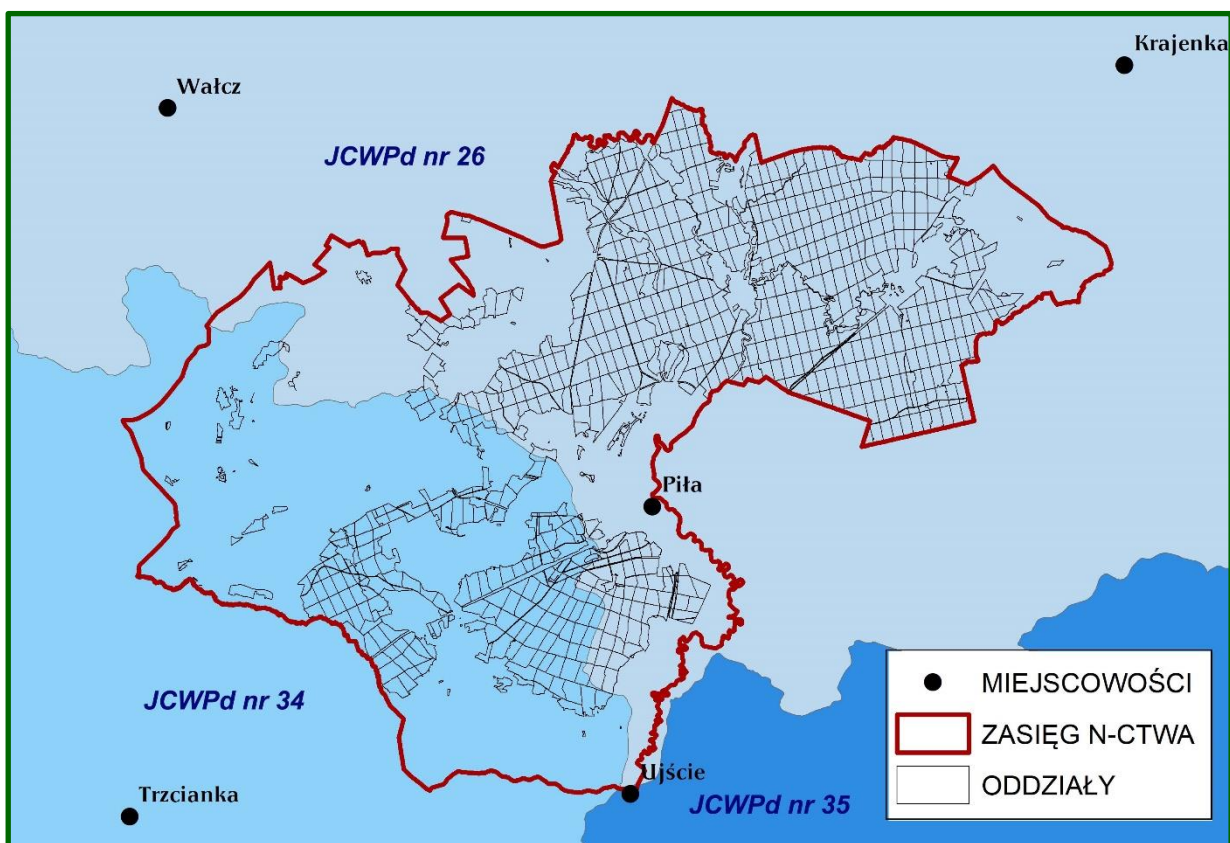 Krajenka
Wałcz
JCWPd nr 26
Piła
JCWPd nr 34
Ujście
JCWPd nr 35
Trzcianka
MIEJSCOWOŚCI
ZASIĘG N-CTWA
ODDZIAŁY